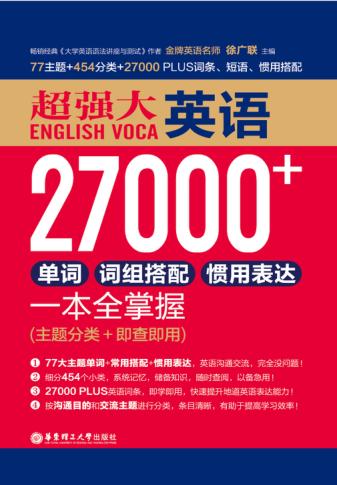 畅销经典《大学英语语法讲座与测试》作者 金牌英语名师 徐广联 主编
77主题+454分类+27000 PLUS词条、短语、惯用搭配
超强大
ENGLISH VOCA
英语
27000+
单词 词组搭配 惯用表达
一本全掌握
(主题分类+即查即用)
❶ 77大主题单词+常用搭配+惯用表达，英语沟通交流，完全没问题！
❷ 细分454个小类，系统记忆，储备知识，随时查阅，以备急用！
❸ 27000 PLUS英语词条，即学即用，快速提升地道英语表达能力！
❹ 按沟通目的和交流主题进行分类，条目清晰，有助于提高学习效率！
华东理工大学出版社